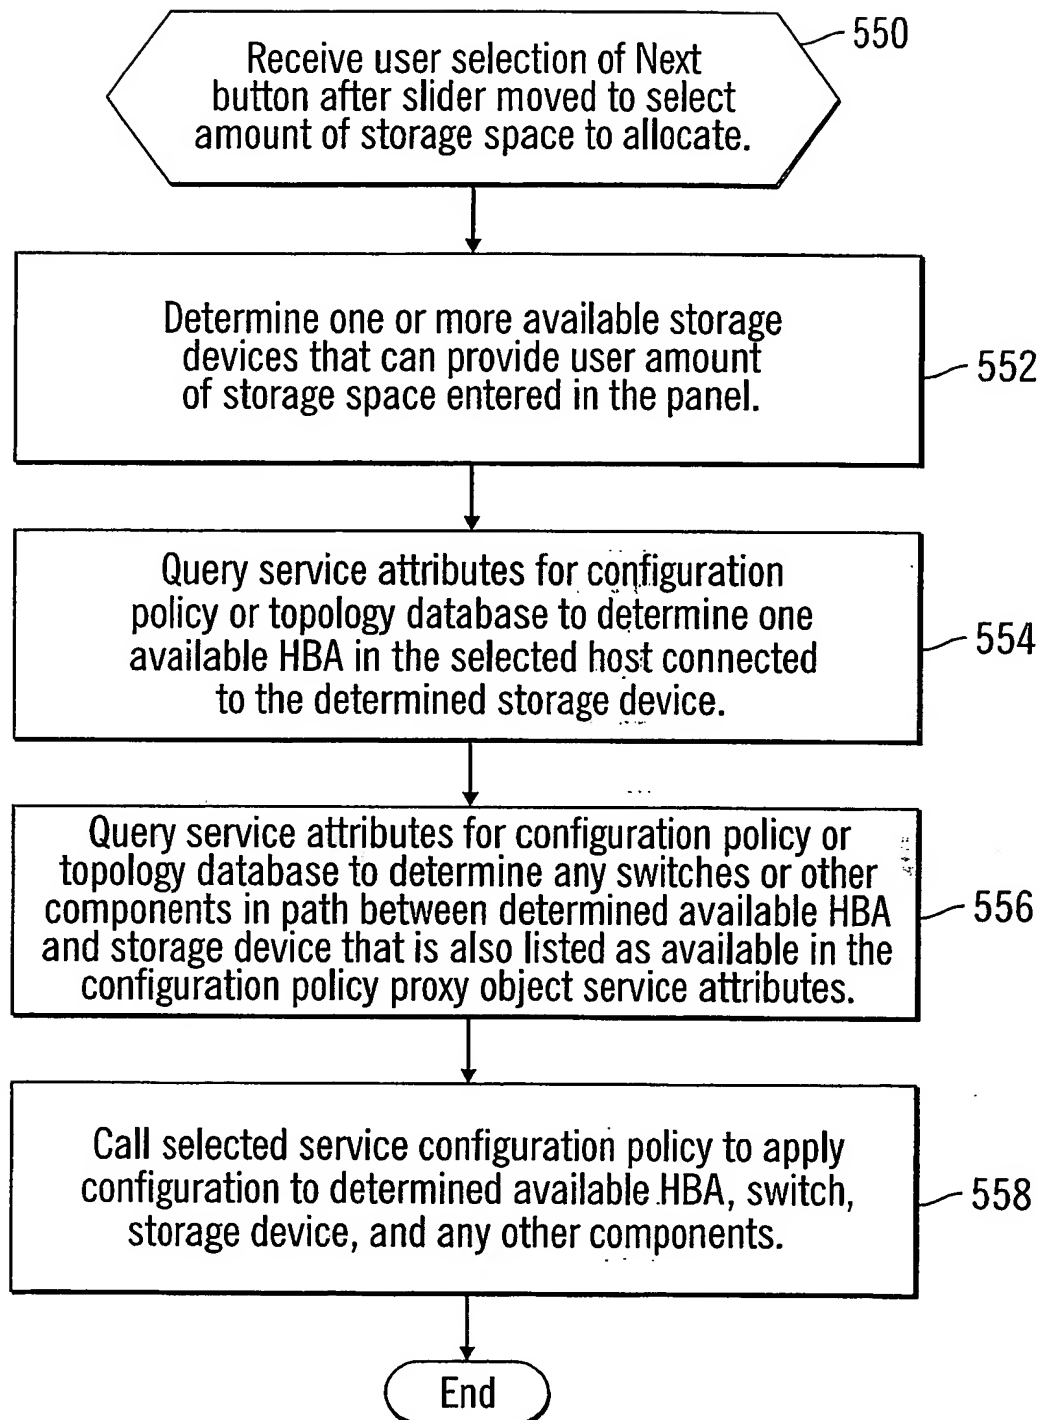 Receive user selection of Next
button after slider moved to select
amount of storage space to allocate.
550
Determine one or more available storage
devices that can provide user amount
of storage space entered in the panel.
552
Query service attributes for configuration
policy or topology database to determine one
available HBA in the selected host connected
to the determined storage device.
554
Query service attributes for configuration policy or
topology database to determine any switches or other
components in path between determined available HBA
and storage device that is also listed as available in the
configuration policy proxy object service attributes.
556
Call selected service configuration policy to apply
configuration to determined available HBA, switch,
storage device, and any other components.
558
End